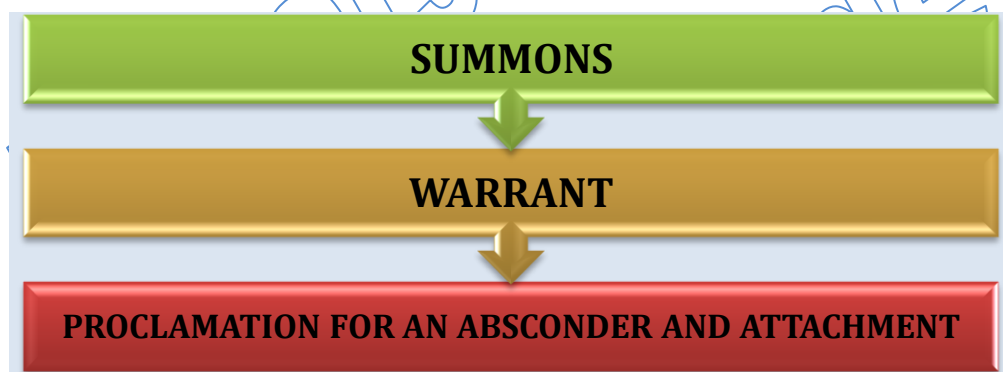 SUMMONS
WARRANT
PROCLAMATION FOR AN ABSCONDER AND ATTACHMENT